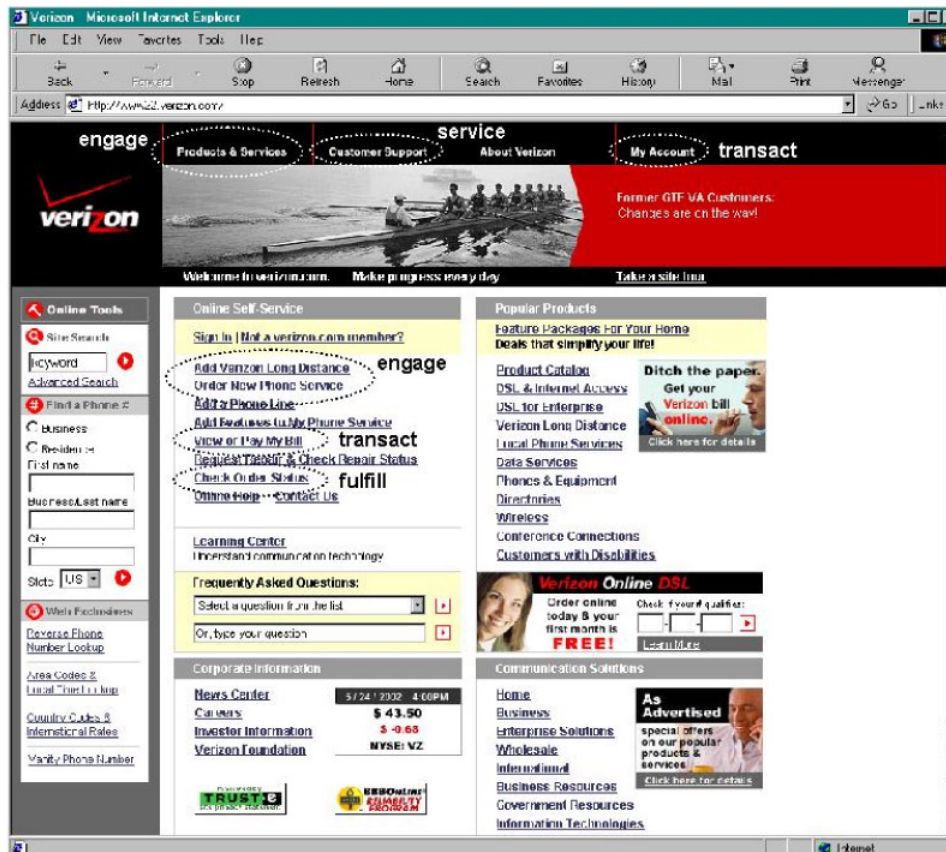 Verizon Microsoft Internet Explorer
File Edit View Favorites Tools Help
Back Forward Stop Refresh Home Search Favorites History Mail Print Messenger
Address http://www22.verizon.com/ Go Links
engage service transact
Products & Services Customer Support About Verizon My Account
verizon
Former GTE VA Customers:
Changes are on the way!
Welcome to verizon.com. Make progress every day Take a site tour
Online Tools
Site Search
keyword
Advanced Search
Find a Phone #
Business
Residence
First name
Business/Last name
City
State US
Web Exclusives
Reverse Phone
Number Lookup
Area Codes &
Local Time Lookup
Country Codes &
International Rates
Vanity Phone Number
Online Self-Service
Sign In | Not a verizon.com member?
Add Verizon Long Distance engage
Order New Phone Service
Add a Phone Line
Add Features to My Phone Service
View or Pay My Bill transact
Request Repair & Check Repair Status
Check Order Status fulfill
Online Help Contact Us
Learning Center
Understand communication technology
Frequently Asked Questions:
Select a question from the list
Or, type your question
Corporate Information
News Center
Careers
Investor Information
Verizon Foundation
5/24/2002 4:00PM
$ 43.50
$ -0.68
NYSE: VZ
TRUSTe
BBBOnLine
RELIABILITY
PROGRAM
Popular Products
Feature Packages For Your Home
Deals that simplify your life!
Product Catalog
DSL & Internet Access
DSL for Enterprise
Verizon Long Distance
Local Phone Services
Data Services
Phones & Equipment
Directories
Wireless
Conference Connections
Customers with Disabilities
Ditch the paper.
Get your
Verizon bill
online.
Click here for details
Verizon Online DSL
Order online
today & your
first month is
FREE!
Check if your # qualifies:
Learn More
Communication Solutions
Home
Business
Enterprise Solutions
Wholesale
International
Business Resources
Government Resources
Information Technologies
As
Advertised
special offers
on our popular
products &
services
Click here for details
Internet